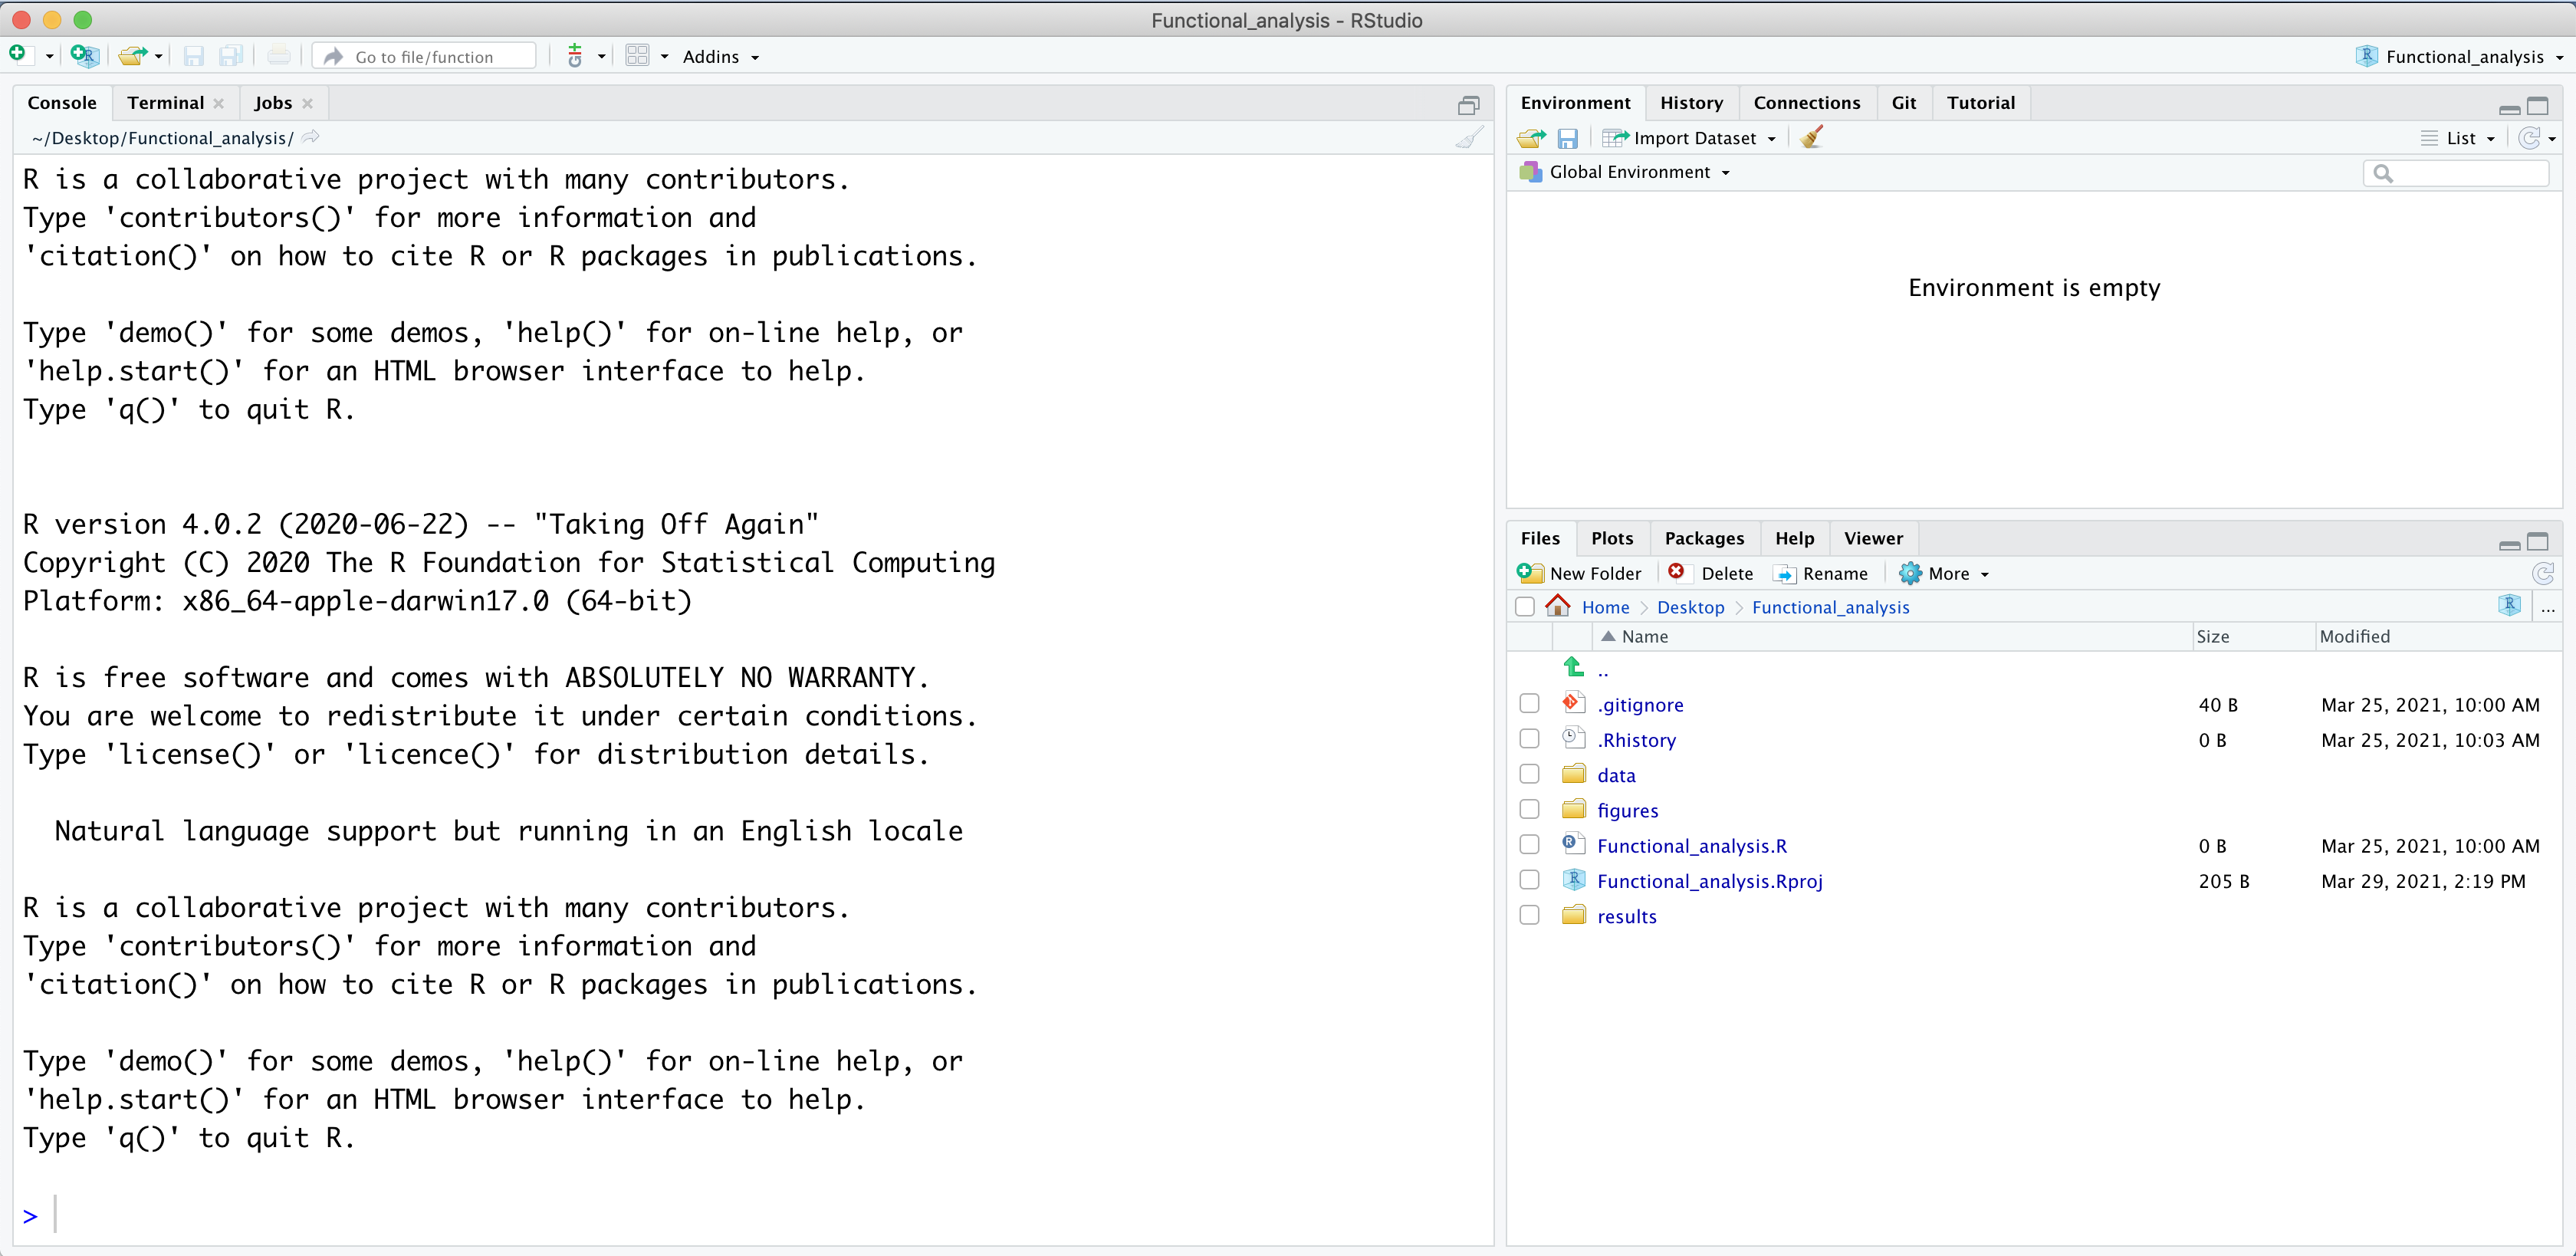 Functional_analysis - RStudio
Go to file/function
Addins
Functional_analysis
Console Terminal Jobs
~/Desktop/Functional_analysis/
R is a collaborative project with many contributors.
Type 'contributors()' for more information and
'citation()' on how to cite R or R packages in publications.
Type 'demo()' for some demos, 'help()' for on-line help, or
'help.start()' for an HTML browser interface to help.
Type 'q()' to quit R.
R version 4.0.2 (2020-06-22) -- "Taking Off Again"
Copyright (C) 2020 The R Foundation for Statistical Computing
Platform: x86_64-apple-darwin17.0 (64-bit)
R is free software and comes with ABSOLUTELY NO WARRANTY.
You are welcome to redistribute it under certain conditions.
Type 'license()' or 'licence()' for distribution details.
Natural language support but running in an English locale
R is a collaborative project with many contributors.
Type 'contributors()' for more information and
'citation()' on how to cite R or R packages in publications.
Type 'demo()' for some demos, 'help()' for on-line help, or
'help.start()' for an HTML browser interface to help.
Type 'q()' to quit R.
>
Environment History Connections Git Tutorial
Import Dataset List
Global Environment
Environment is empty
Files Plots Packages Help Viewer
New Folder Delete Rename More
Home > Desktop > Functional_analysis ...
Name Size Modified
..
.gitignore 40 B Mar 25, 2021, 10:00 AM
.Rhistory 0 B Mar 25, 2021, 10:03 AM
data
figures
Functional_analysis.R 0 B Mar 25, 2021, 10:00 AM
Functional_analysis.Rproj 205 B Mar 29, 2021, 2:19 PM
results